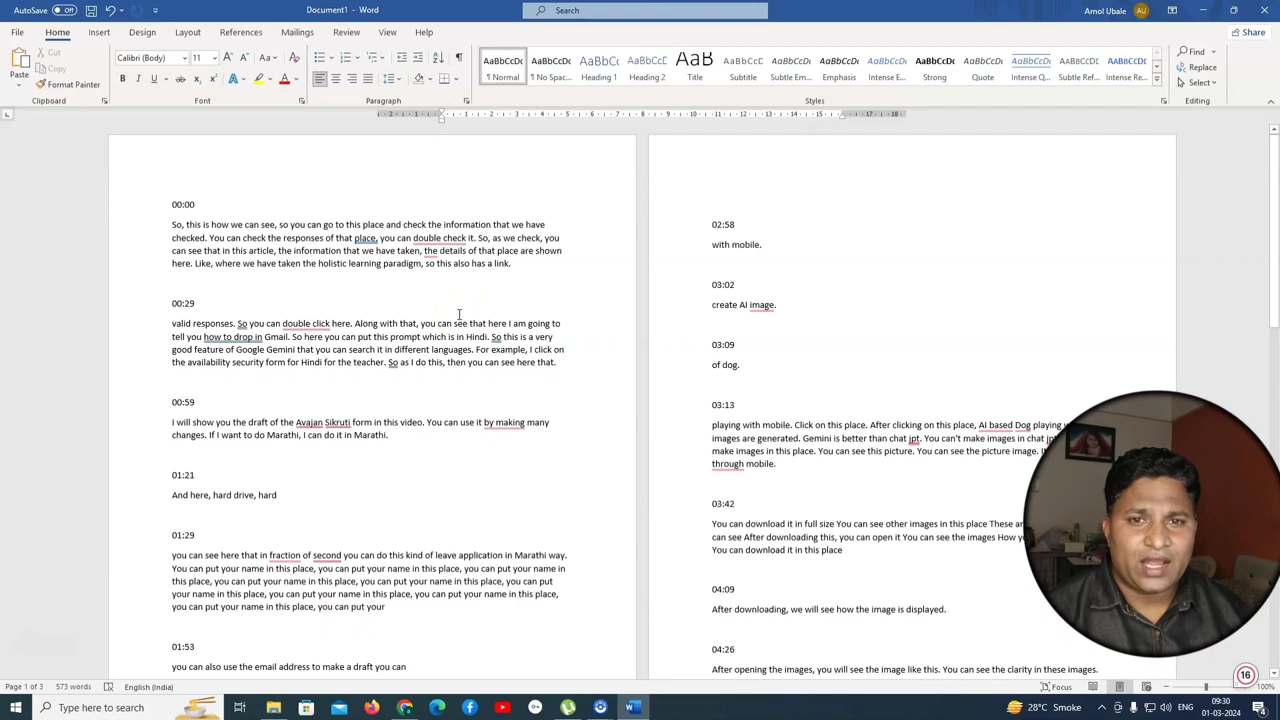 AutoSave Off Document1 - Word Search Amol Ubale AU
File Home Insert Design Layout References Mailings Review View Help Share
Cut
Copy
Format Painter
Paste
Calibri (Body) 11
AaBbCcDc AaBbCcDc AaBbCc AaBbCcD AaB AaBbCcD AaBbCcDc AaBbCcDc AaBbCcDc AaBbCcDc AaBbCcDc AaBbCcDc AaBbCcDc AaBbCcDc
¶ Normal ¶ No Spac... Heading 1 Heading 2 Title Subtitle Subtle Em... Emphasis Intense E... Strong Quote Intense Q... Subtle Ref... Intense Re...
Find
Replace
Select
Clipboard Font Paragraph Styles Editing
00:00
So, this is how we can see, so you can go to this place and check the information that we have
checked. You can check the responses of that place, you can double check it. So, as we check, you
can see that in this article, the information that we have taken, the details of that place are shown
here. Like, where we have taken the holistic learning paradigm, so this also has a link.
00:29
valid responses. So you can double click here. Along with that, you can see that here I am going to
tell you how to drop in Gmail. So here you can put this prompt which is in Hindi. So this is a very
good feature of Google Gemini that you can search it in different languages. For example, I click on
the availability security form for Hindi for the teacher. So as I do this, then you can see here that.
00:59
I will show you the draft of the Avajan Sikruti form in this video. You can use it by making many
changes. If I want to do Marathi, I can do it in Marathi.
01:21
And here, hard drive, hard
01:29
you can see here that in fraction of second you can do this kind of leave application in Marathi way.
You can put your name in this place, you can put your name in this place, you can put your name in
this place, you can put your name in this place, you can put your name in this place, you can put
your name in this place, you can put your name in this place, you can put your name in this place,
you can put your name in this place, you can put your
01:53
you can also use the email address to make a draft you can
02:58
with mobile.
03:02
create AI image.
03:09
of dog.
03:13
playing with mobile. Click on this place. After clicking on this place, AI based Dog playing
images are generated. Gemini is better than chat jpt. You can't make images in chat
make images in this place. You can see this picture. You can see the picture image.
through mobile.
03:42
You can download it in full size You can see other images in this place These
can see After downloading this, you can open it You can see the images How
You can download it in this place
04:09
After downloading, we will see how the image is displayed.
04:26
After opening the images, you will see the image like this. You can see the clarity in these images.
16
Page 1 of 3 573 words English (India) Focus 100%
Type here to search 28°C Smoke ENG 09:30
01-03-2024